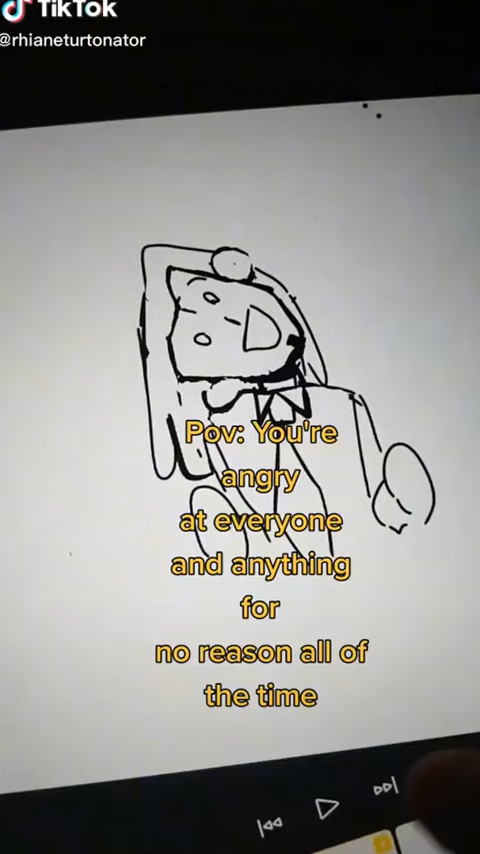 TikTok
@rhianeturtonator
Pov: You're
angry
at everyone
and anything
for
no reason all of
the time